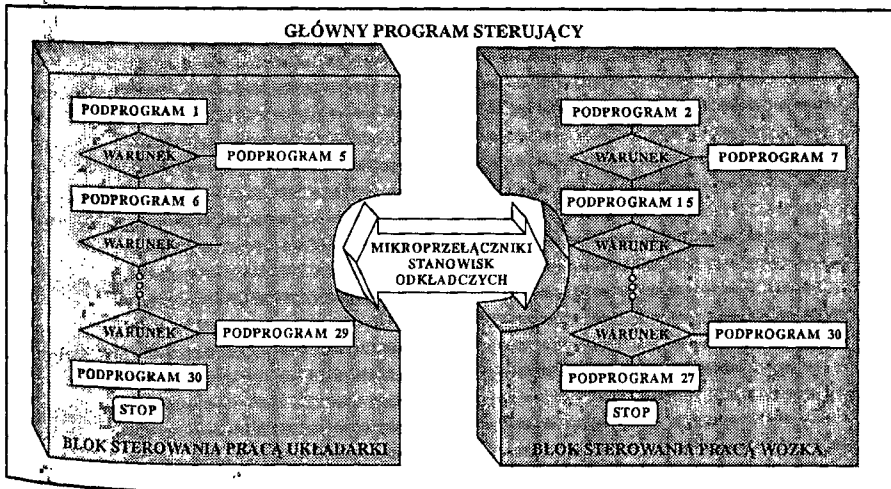 GŁÓWNY PROGRAM STERUJĄCY
PODPROGRAM 1
WARUNEK
PODPROGRAM 5
PODPROGRAM 6
WARUNEK
WARUNEK
PODPROGRAM 29
PODPROGRAM 30
STOP
BLOK STEROWANIA PRACĄ UKŁADARKI
MIKROPRZEŁĄCZNIKI
STANOWISK
ODKŁADCZYCH
PODPROGRAM 2
WARUNEK
PODPROGRAM 7
PODPROGRAM 15
WARUNEK
WARUNEK
PODPROGRAM 30
PODPROGRAM 27
STOP
BLOK STEROWANIA PRACĄ WÓZKA